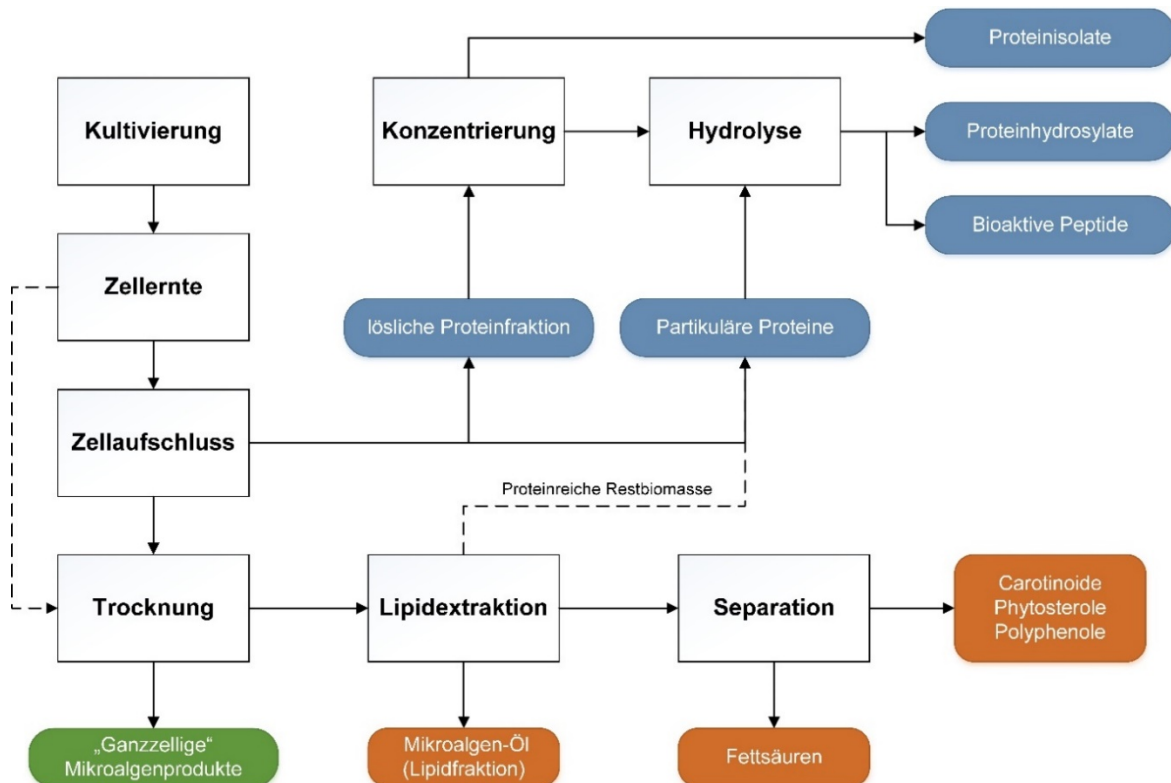 Proteinisolate
Kultivierung
Konzentrierung
Hydrolyse
Proteinhydrosylate
Bioaktive Peptide
Zellernte
lösliche Proteinfraktion
Partikuläre Proteine
Zellaufschluss
Proteinreiche Restbiomasse
Trocknung
Lipidextraktion
Separation
Carotinoide
Phytosterole
Polyphenole
„Ganzzellige“
Mikroalgenprodukte
Mikroalgen-Öl
(Lipidfraktion)
Fettsäuren